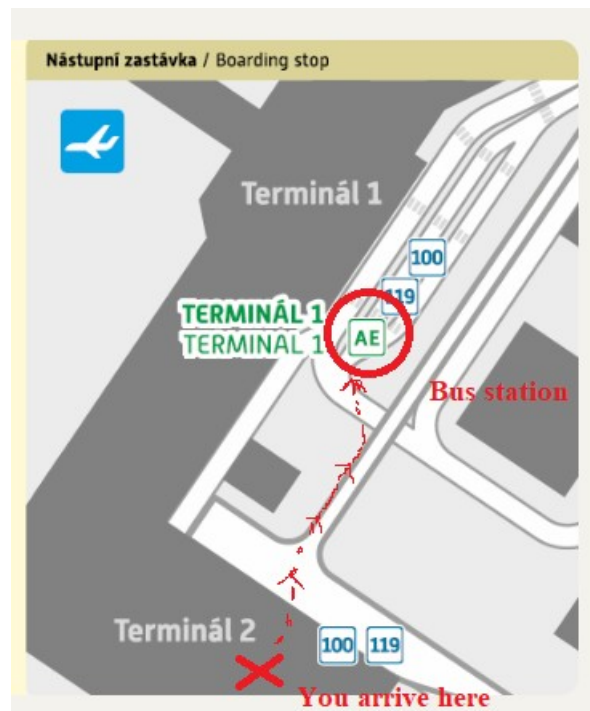 Nástupní zastávka / Boarding stop
Terminál 1
100
119
TERMINÁL 1
TERMINAL 1
AE
Bus station
Terminál 2
100 119
You arrive here